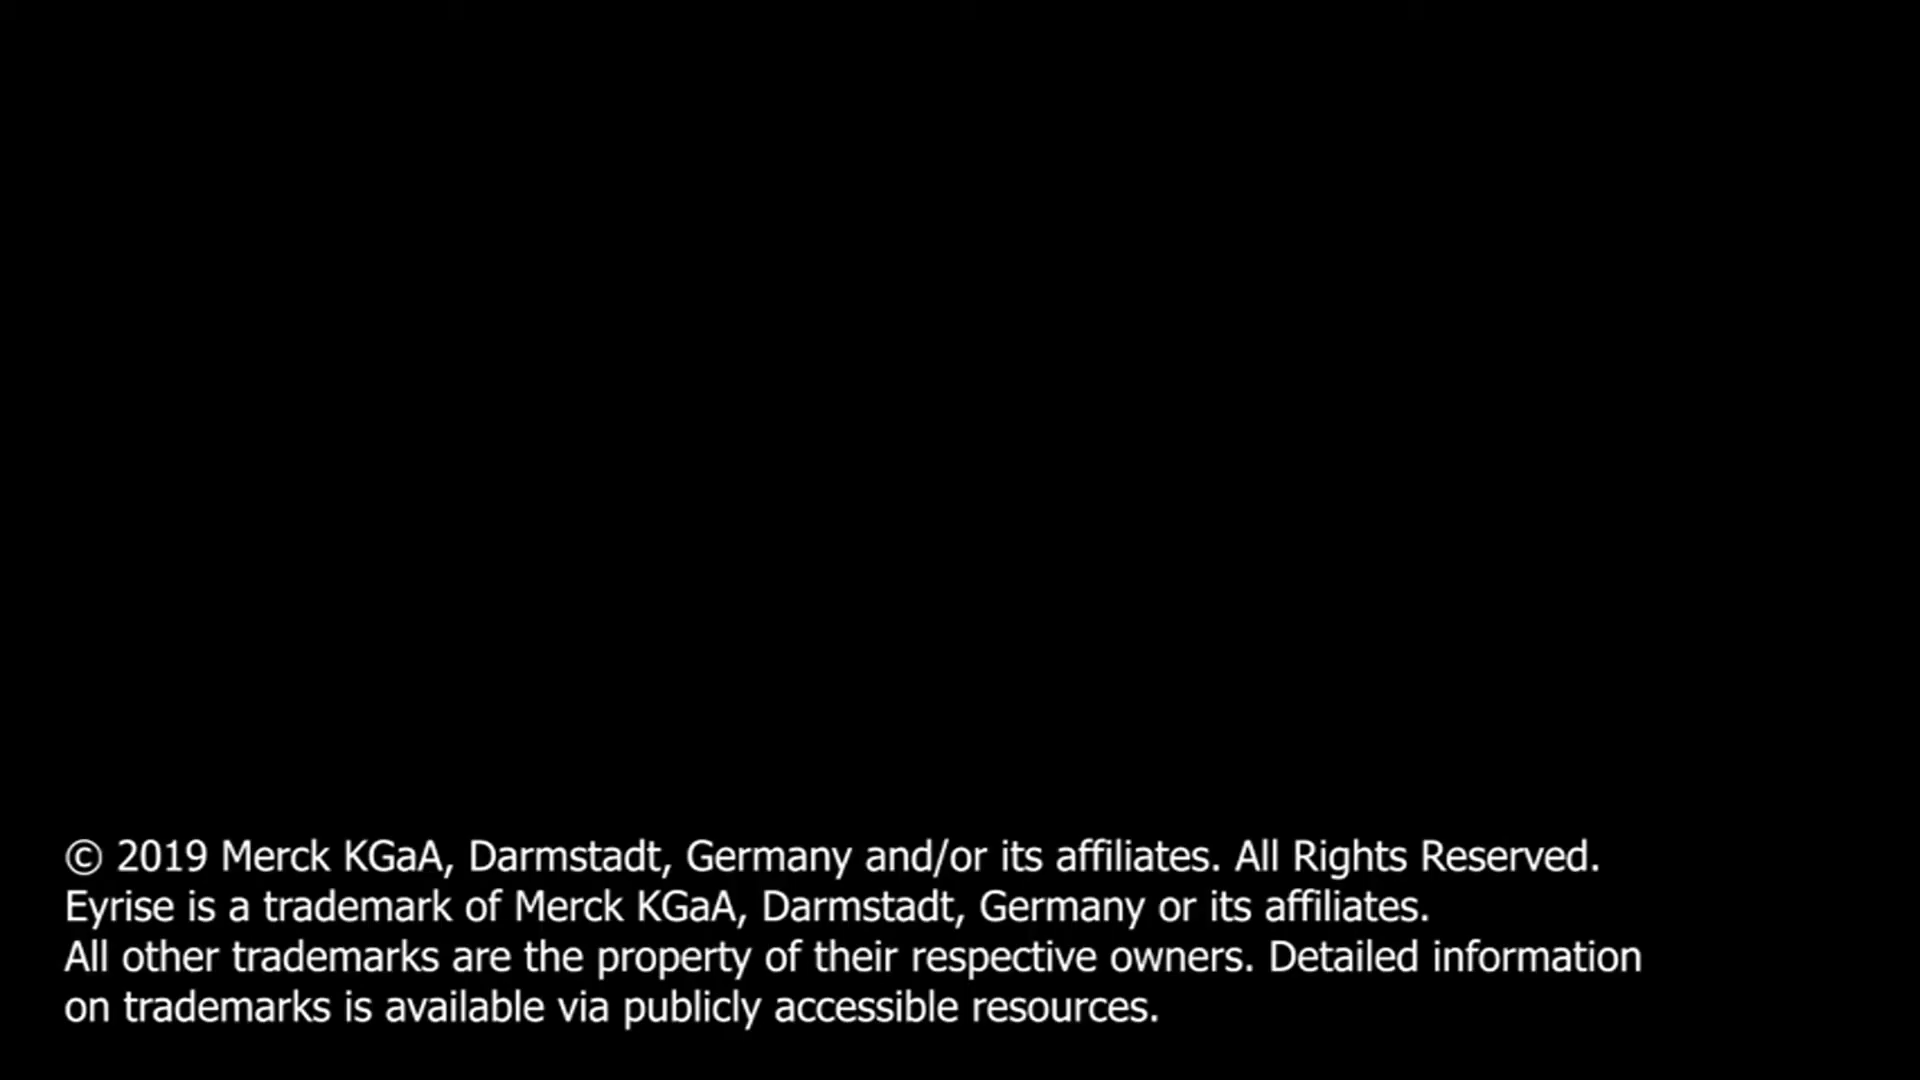 © 2019 Merck KGaA, Darmstadt, Germany and/or its affiliates. All Rights Reserved.
Eyrise is a trademark of Merck KGaA, Darmstadt, Germany or its affiliates.
All other trademarks are the property of their respective owners. Detailed information
on trademarks is available via publicly accessible resources.